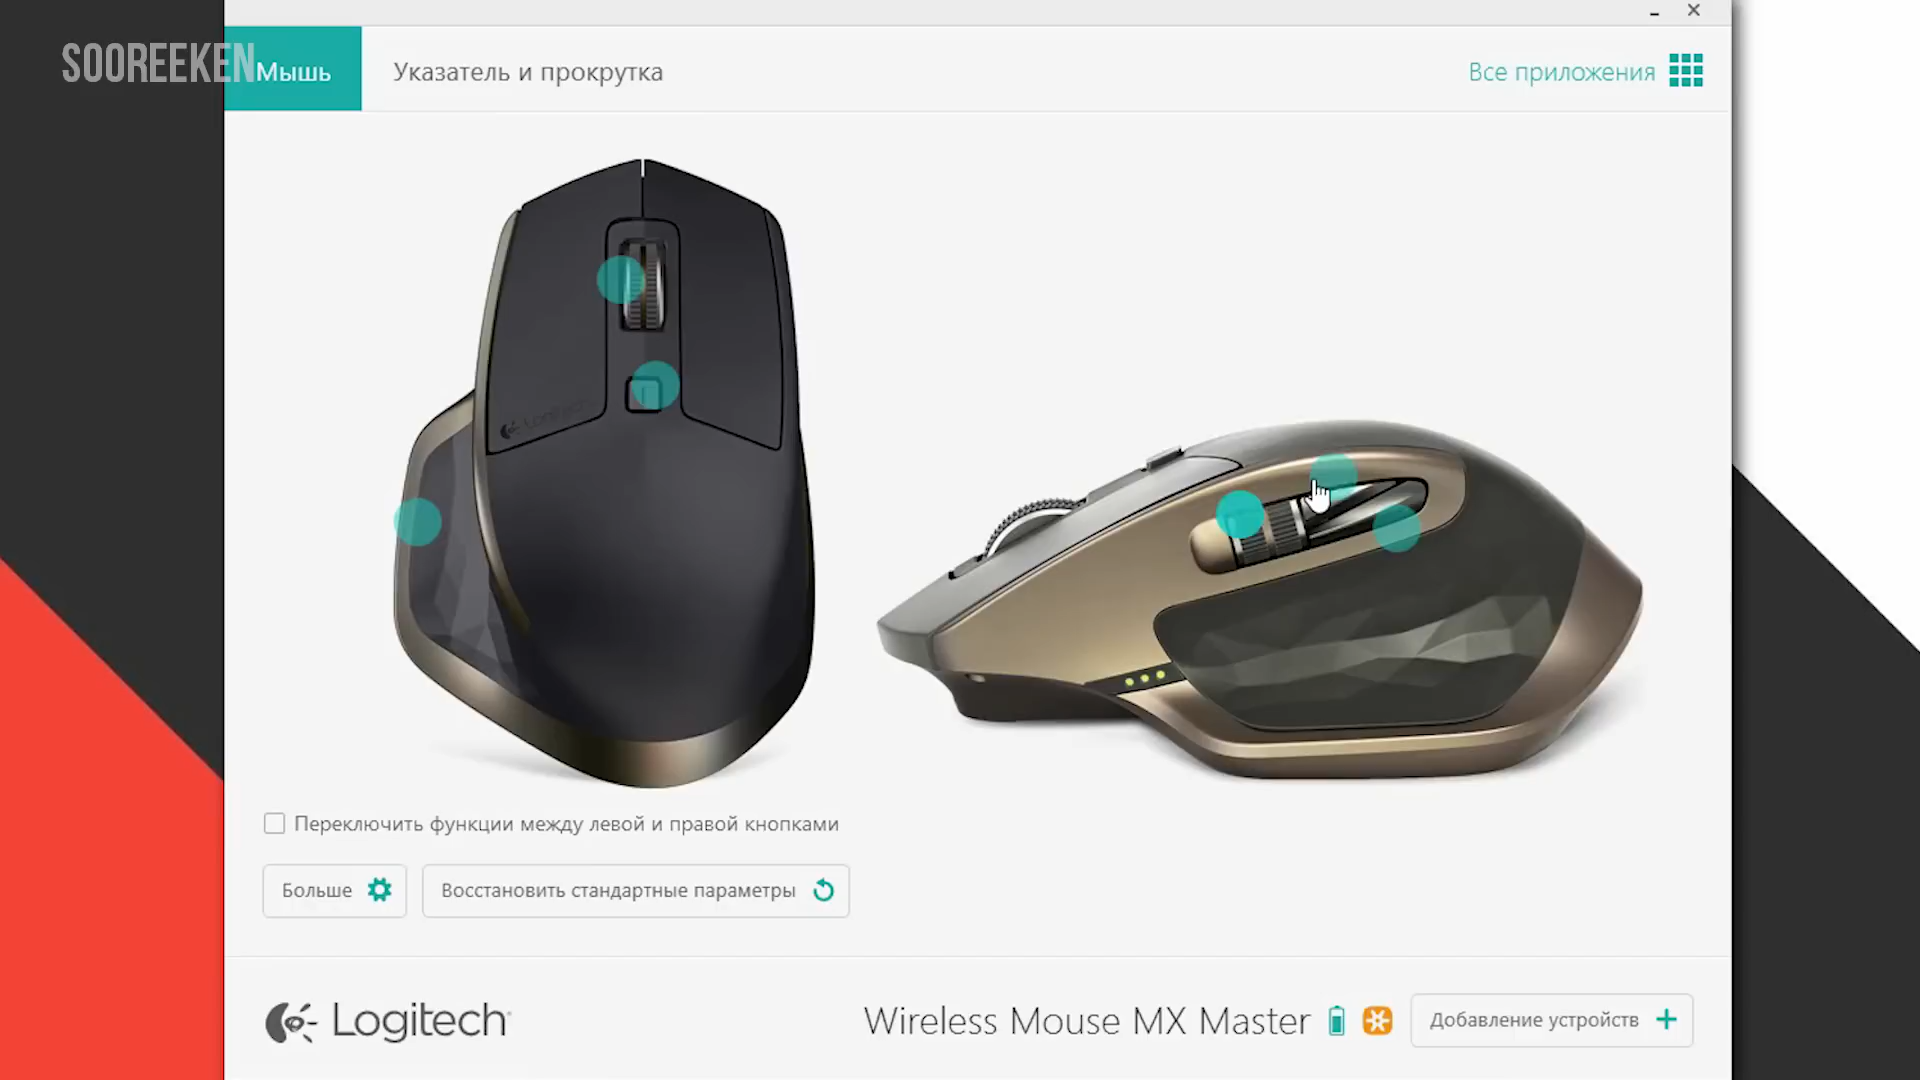 SOOREEKEN
Мышь
Указатель и прокрутка
Все приложения
Logitech
Переключить функции между левой и правой кнопками
Больше
Восстановить стандартные параметры
Logitech
Wireless Mouse MX Master
Добавление устройств